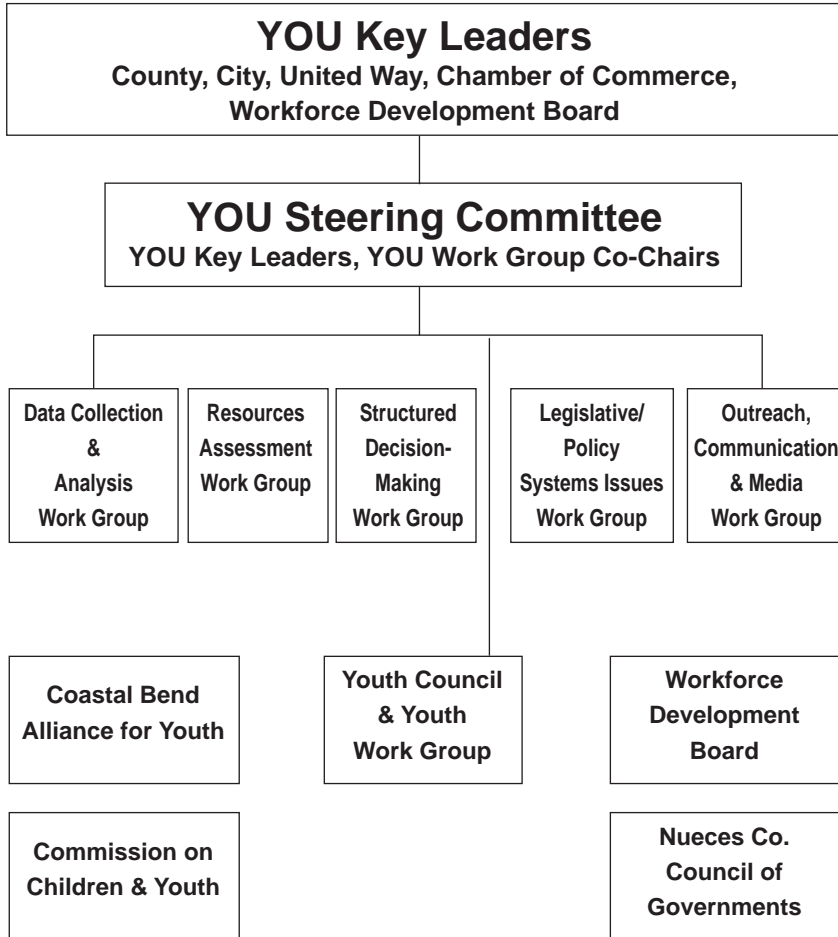 YOU Key Leaders
County, City, United Way, Chamber of Commerce,
Workforce Development Board
YOU Steering Committee
YOU Key Leaders, YOU Work Group Co-Chairs
Data Collection
&
Analysis
Work Group
Resources
Assessment
Work Group
Structured
Decision-
Making
Work Group
Legislative/
Policy
Systems Issues
Work Group
Outreach,
Communication
& Media
Work Group
Coastal Bend
Alliance for Youth
Youth Council
& Youth
Work Group
Workforce
Development
Board
Commission on
Children & Youth
Nueces Co.
Council of
Governments